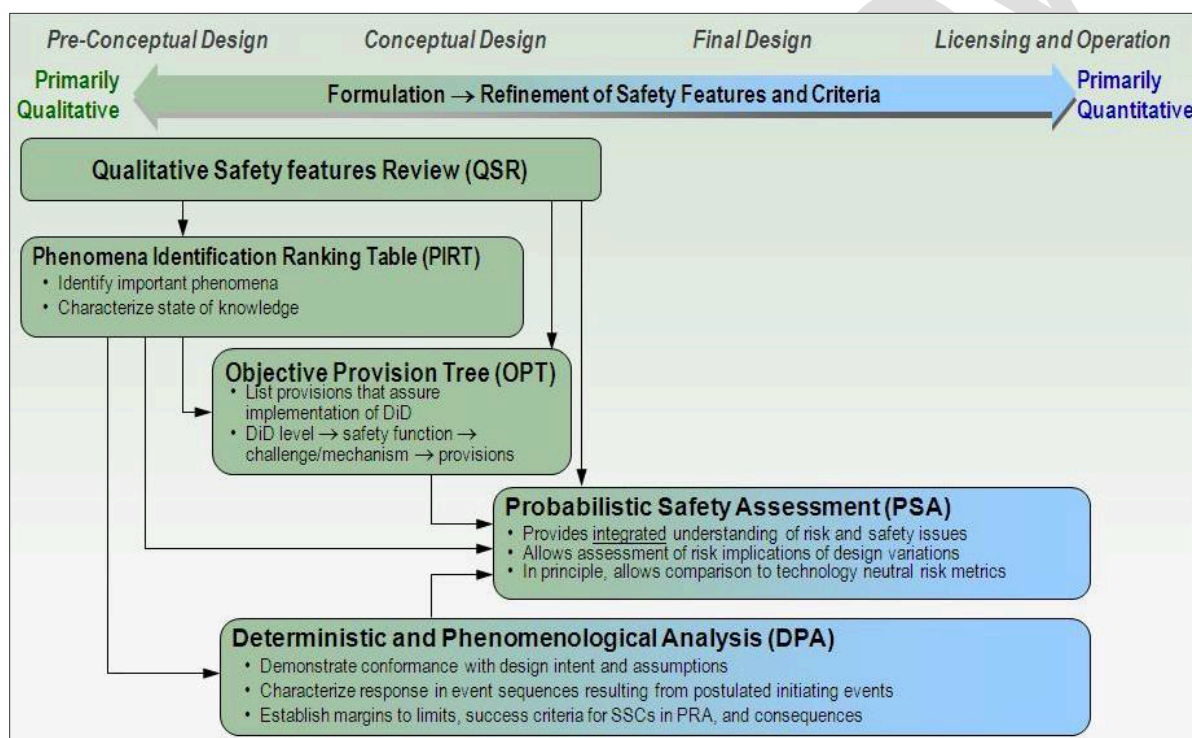 Pre-Conceptual Design Conceptual Design Final Design Licensing and Operation
Primarily
Qualitative
Formulation → Refinement of Safety Features and Criteria
Primarily
Quantitative
Qualitative Safety features Review (QSR)
Phenomena Identification Ranking Table (PIRT)
• Identify important phenomena
• Characterize state of knowledge
Objective Provision Tree (OPT)
• List provisions that assure
implementation of DiD
• DiD level → safety function →
challenge/mechanism → provisions
Probabilistic Safety Assessment (PSA)
• Provides integrated understanding of risk and safety issues
• Allows assessment of risk implications of design variations
• In principle, allows comparison to technology neutral risk metrics
Deterministic and Phenomenological Analysis (DPA)
• Demonstrate conformance with design intent and assumptions
• Characterize response in event sequences resulting from postulated initiating events
• Establish margins to limits, success criteria for SSCs in PRA, and consequences